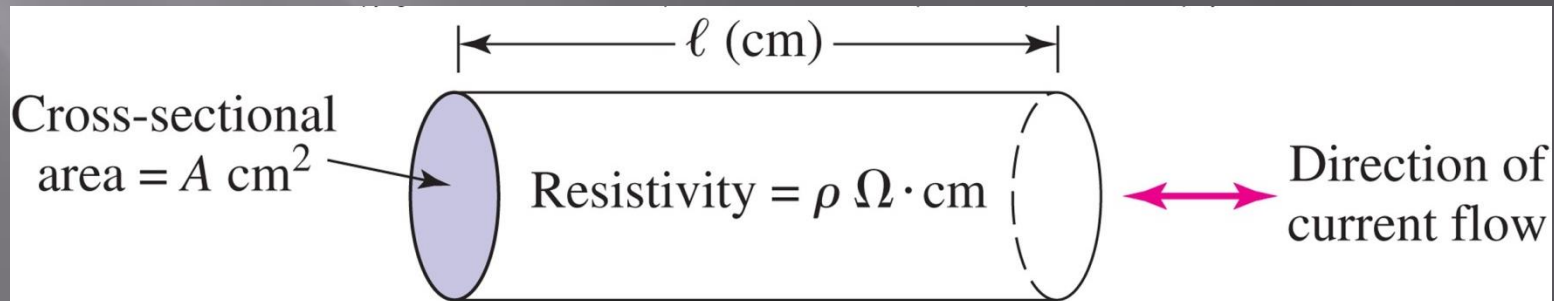 ℓ (cm)
Cross-sectional
area = A cm²
Resistivity = ρ Ω · cm
Direction of
current flow